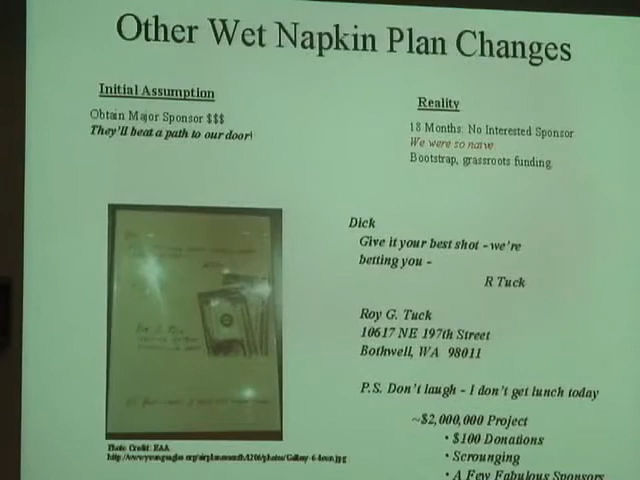 Other Wet Napkin Plan Changes
Initial Assumption
Obtain Major Sponsor $$$
They'll beat a path to our door!
Reality
18 Months: No Interested Sponsor
We were so naive
Bootstrap, grassroots funding
Dick
Give it your best shot - we're
betting you -
R Tuck
Roy G. Tuck
10617 NE 197th Street
Bothwell, WA 98011
P.S. Don't laugh - I don't get lunch today
~$2,000,000 Project
• $100 Donations
• Scrounging
• A Few Fabulous Sponsors
Photo Credit: EAA